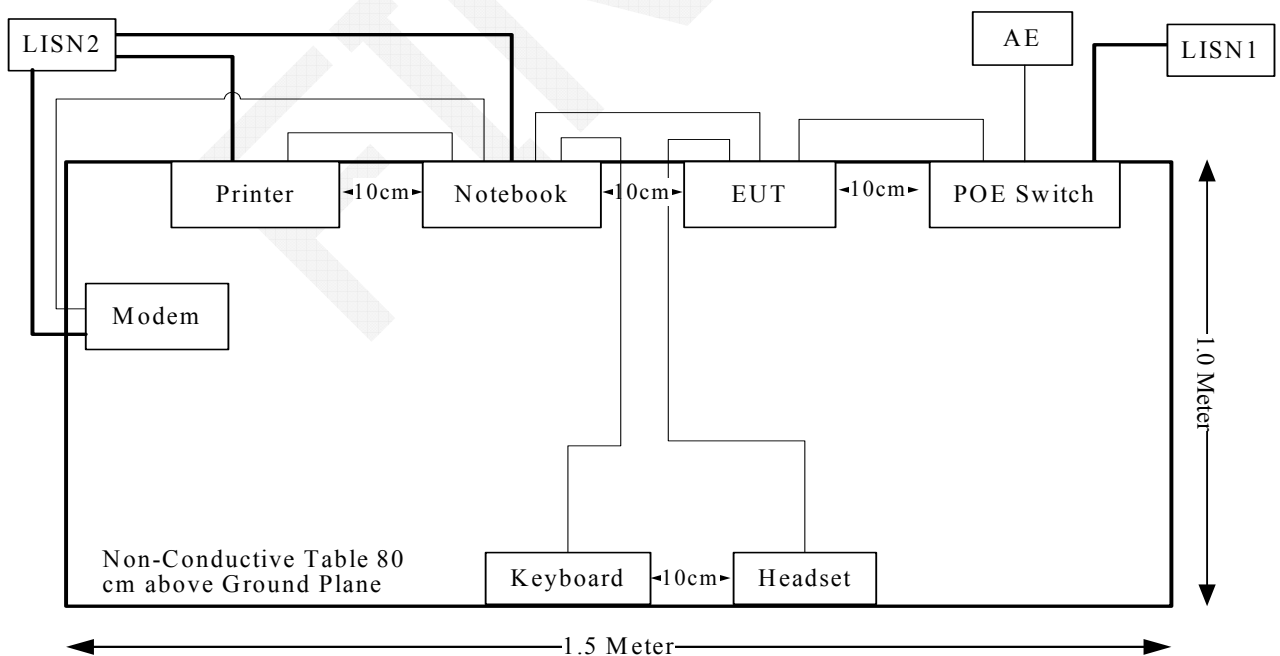 LISN2
AE
LISN1
Printer
10cm
Notebook
10cm
EUT
10cm
POE Switch
Modem
1.0 Meter
Non-Conductive Table 80
cm above Ground Plane
Keyboard
10cm
Headset
1.5 Meter